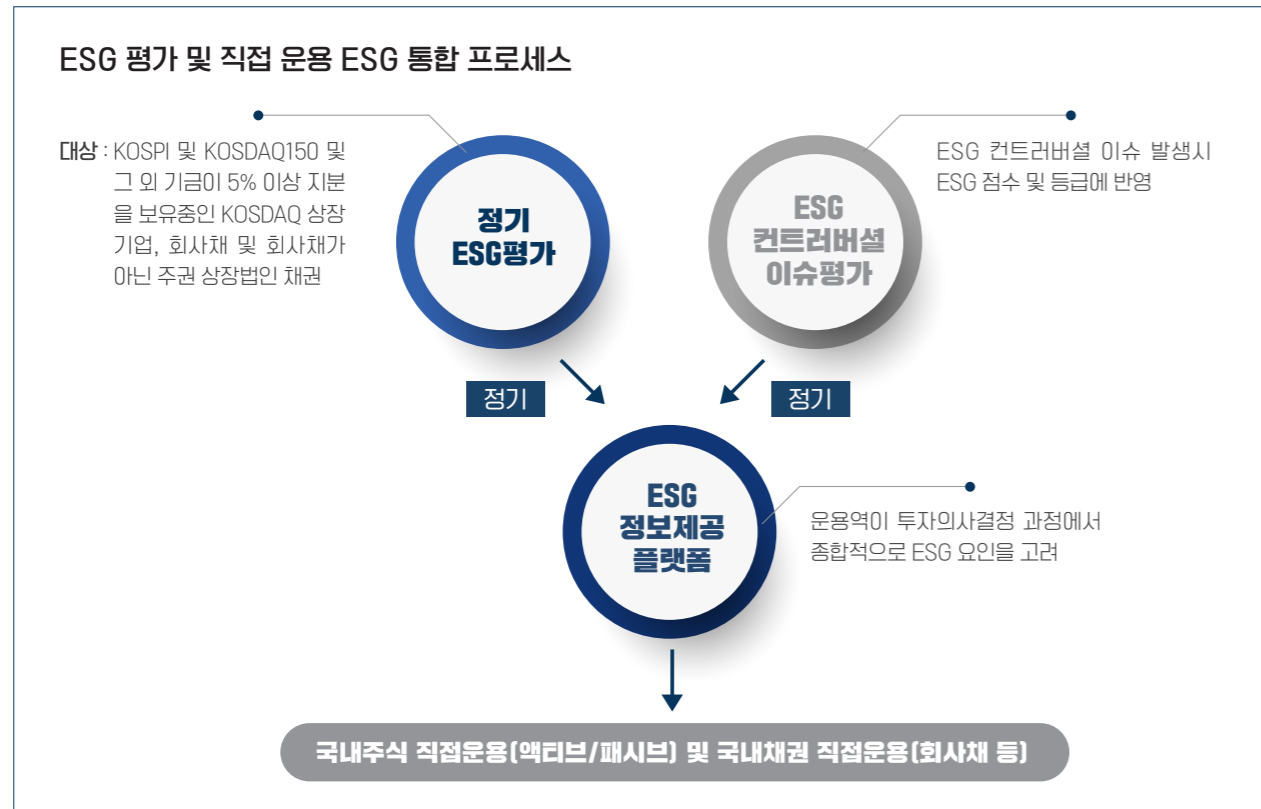 ESG 평가 및 직접 운용 ESG 통합 프로세스
대상 : KOSPI 및 KOSDAQ150 및
그 외 기금이 5% 이상 지분
을 보유중인 KOSDAQ 상장
기업, 회사채 및 회사채가
아닌 주권 상장법인 채권
정기
ESG평가
ESG
컨트러버셜
이슈평가
ESG 컨트러버셜 이슈 발생시
ESG 점수 및 등급에 반영
정기
정기
ESG
정보제공
플랫폼
운용역이 투자의사결정 과정에서
종합적으로 ESG 요인을 고려
국내주식 직접운용(액티브/패시브) 및 국내채권 직접운용(회사채 등)